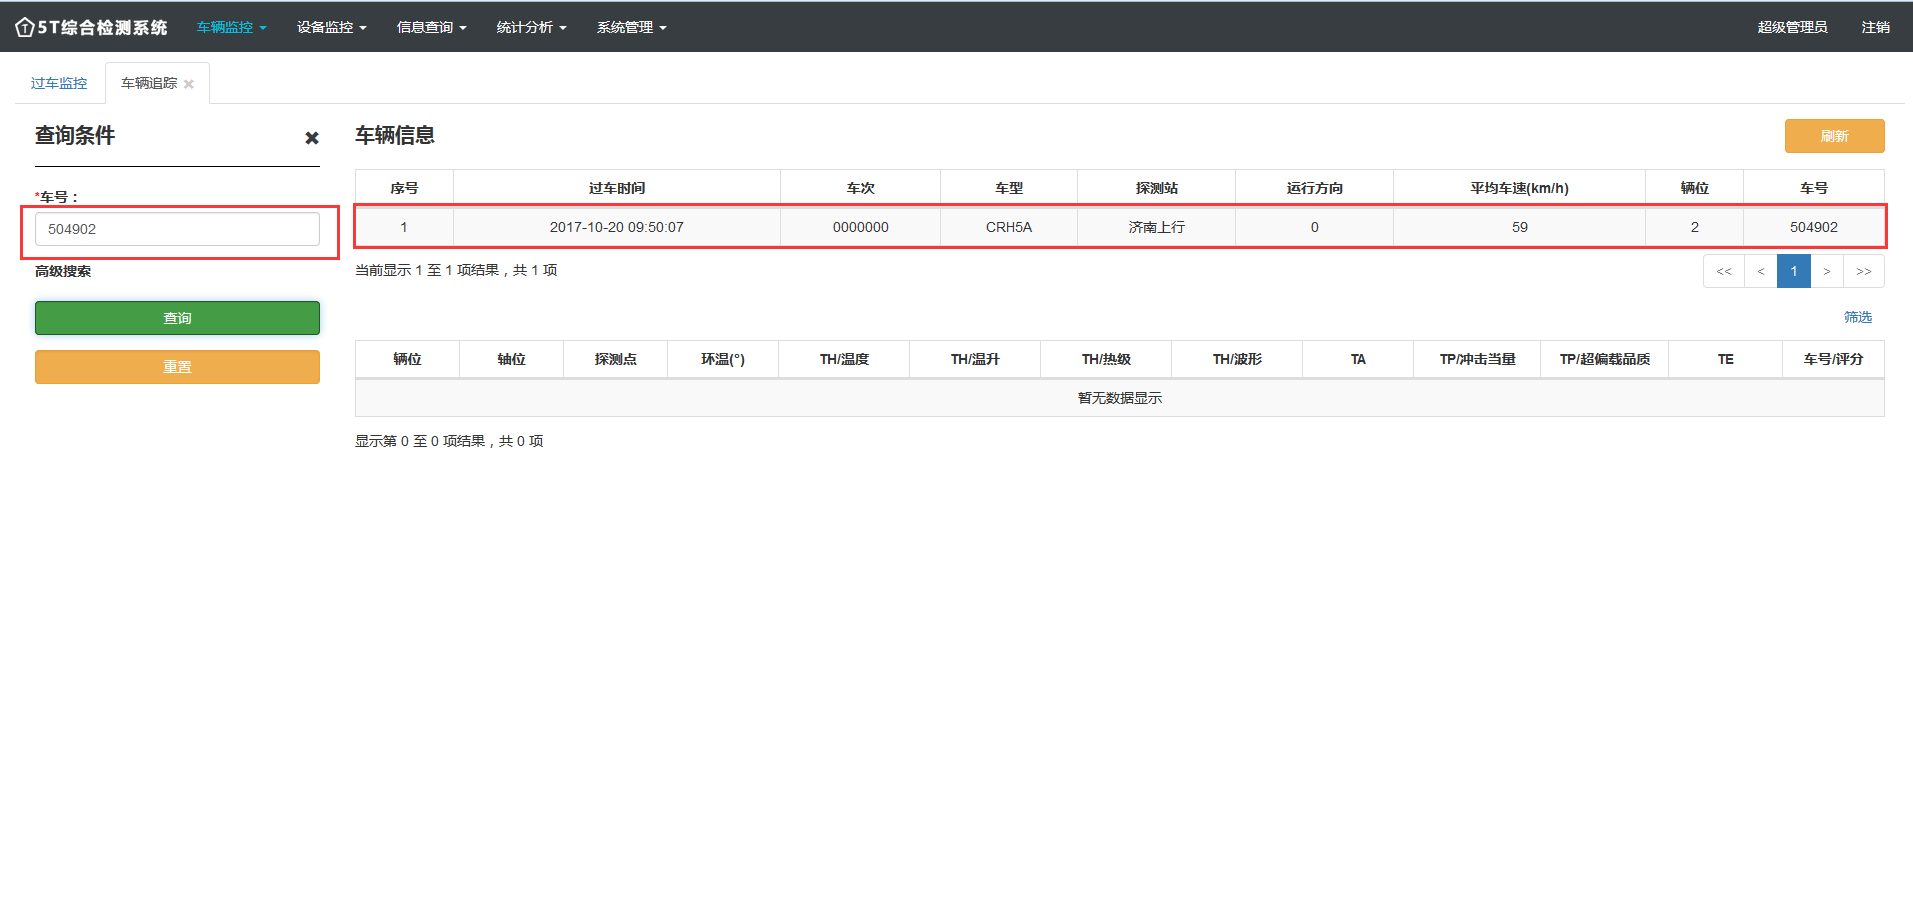 5T综合检测系统 车辆监控 设备监控 信息查询 统计分析 系统管理 超级管理员 注销
过车监控 车辆追踪
查询条件
*车号：
504902
高级搜索
查询
重置
车辆信息 刷新
序号 过车时间 车次 车型 探测站 运行方向 平均车速(km/h) 辆位 车号
1 2017-10-20 09:50:07 0000000 CRH5A 济南上行 0 59 2 504902
当前显示 1 至 1 项结果，共 1 项 << < 1 > >>
筛选
辆位 轴位 探测点 环温(°) TH/温度 TH/温升 TH/热级 TH/波形 TA TP/冲击当量 TP/超偏载品质 TE 车号/评分
暂无数据显示
显示第 0 至 0 项结果，共 0 项